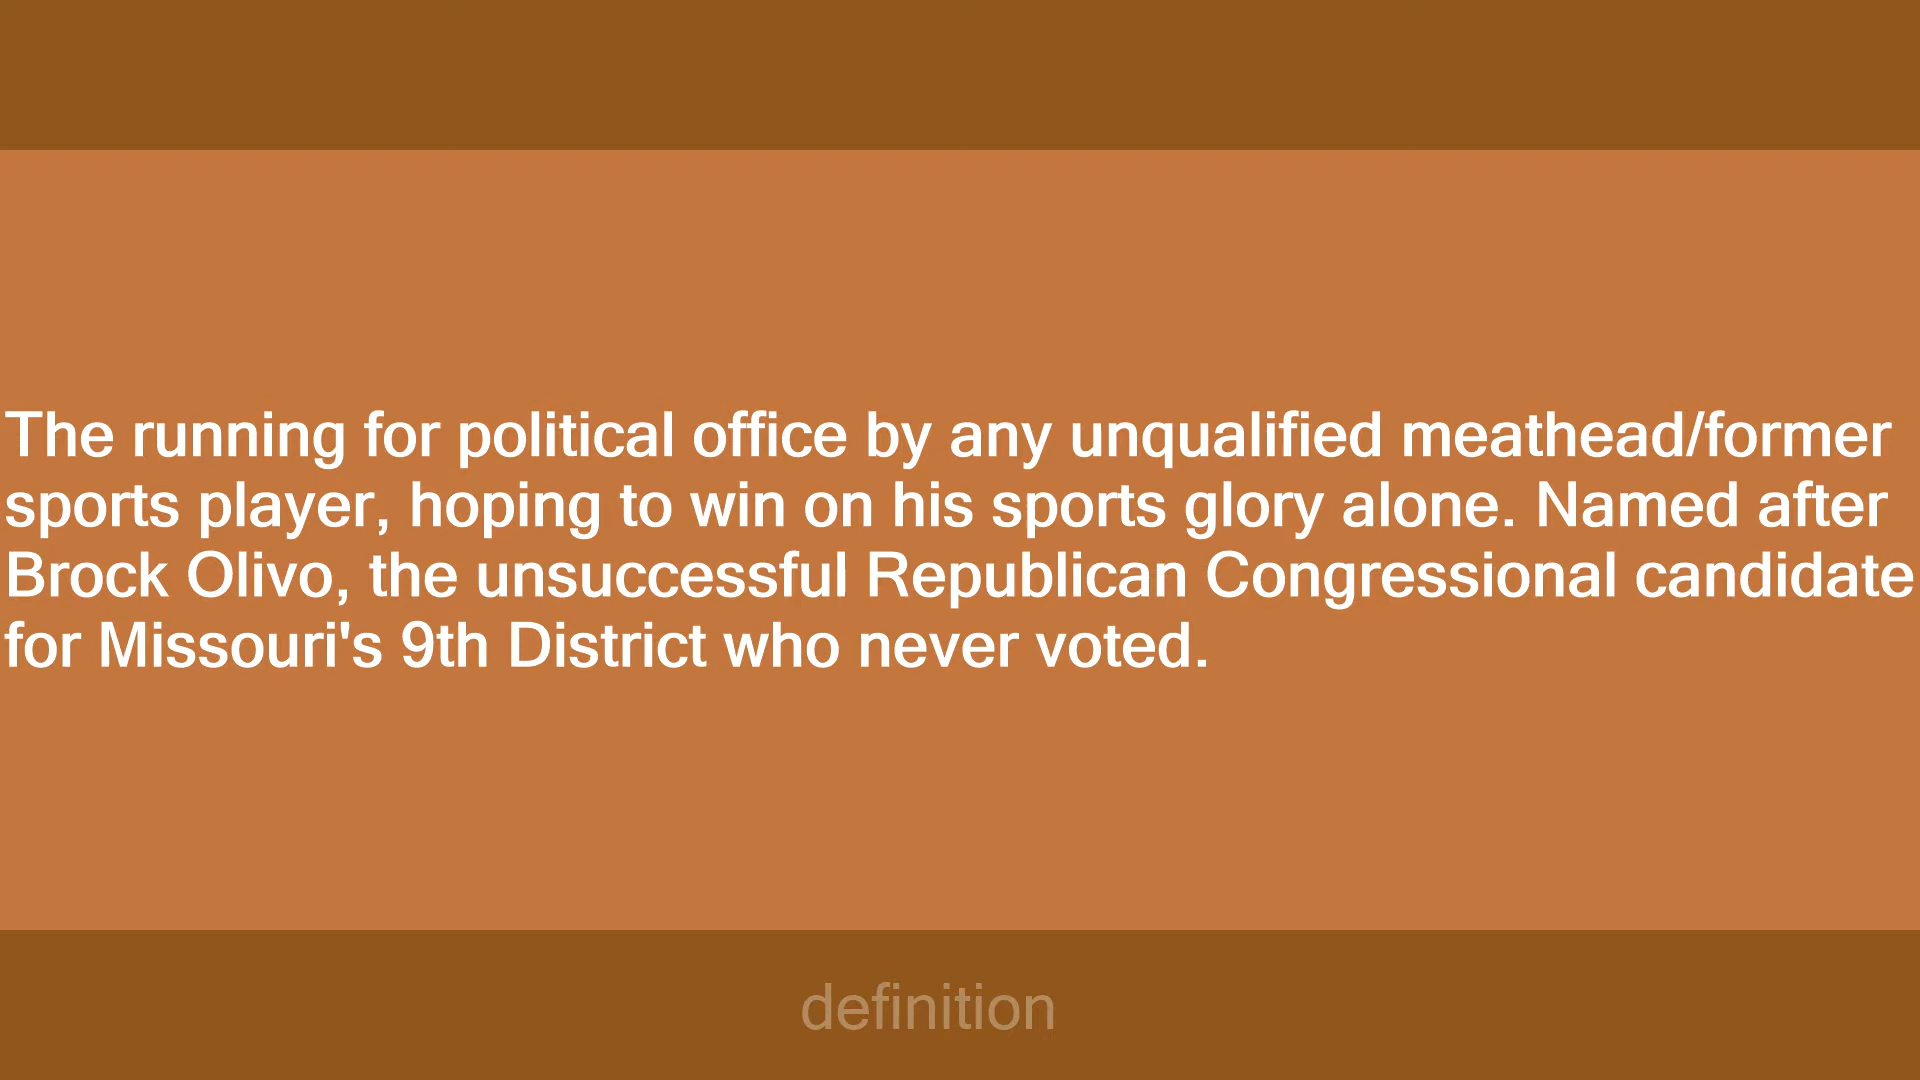 The running for political office by any unqualified meathead/former
sports player, hoping to win on his sports glory alone. Named after
Brock Olivo, the unsuccessful Republican Congressional candidate
for Missouri's 9th District who never voted.
definition